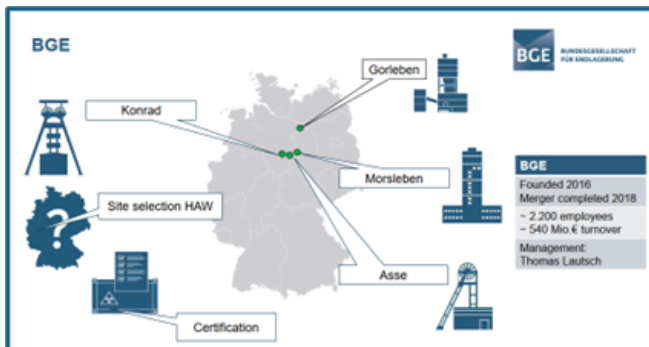 BGE
BGE
BUNDESGESELLSCHAFT
FÜR ENDLAGERUNG
Gorleben
Konrad
Morsleben
Site selection HAW
?
Asse
Certification
BGE
Founded 2016
Merger completed 2018
~ 2.200 employees
~ 540 Mio.€ turnover
Management:
Thomas Lautsch